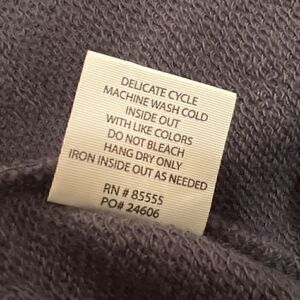 DELICATE CYCLE
MACHINE WASH COLD
INSIDE OUT
WITH LIKE COLORS
DO NOT BLEACH
HANG DRY ONLY
IRON INSIDE OUT AS NEEDED
RN # 85555
PO# 24606